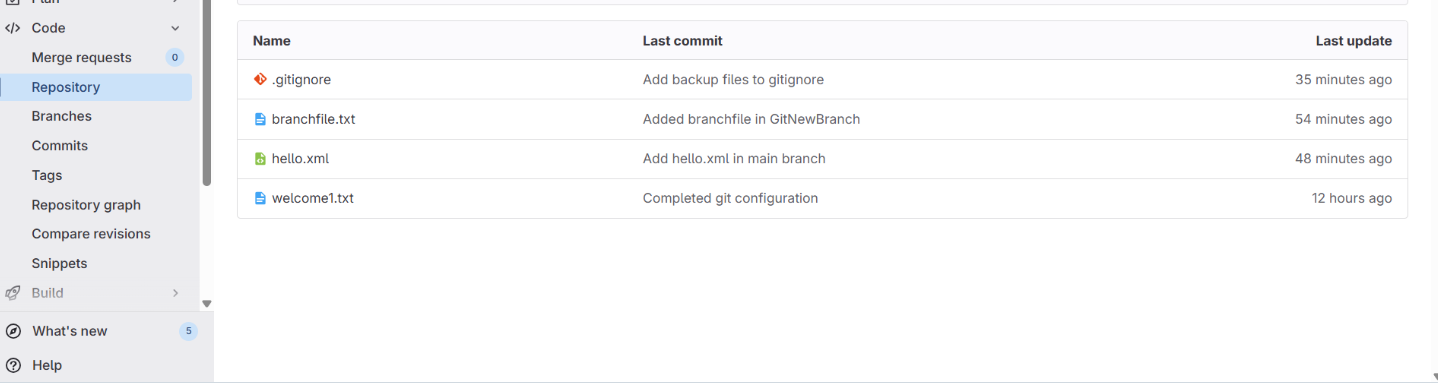 Plan
Code
Merge requests 0
Repository
Branches
Commits
Tags
Repository graph
Compare revisions
Snippets
Build
What's new 5
Help
Name Last commit Last update
.gitignore Add backup files to gitignore 35 minutes ago
branchfile.txt Added branchfile in GitNewBranch 54 minutes ago
hello.xml Add hello.xml in main branch 48 minutes ago
welcome1.txt Completed git configuration 12 hours ago